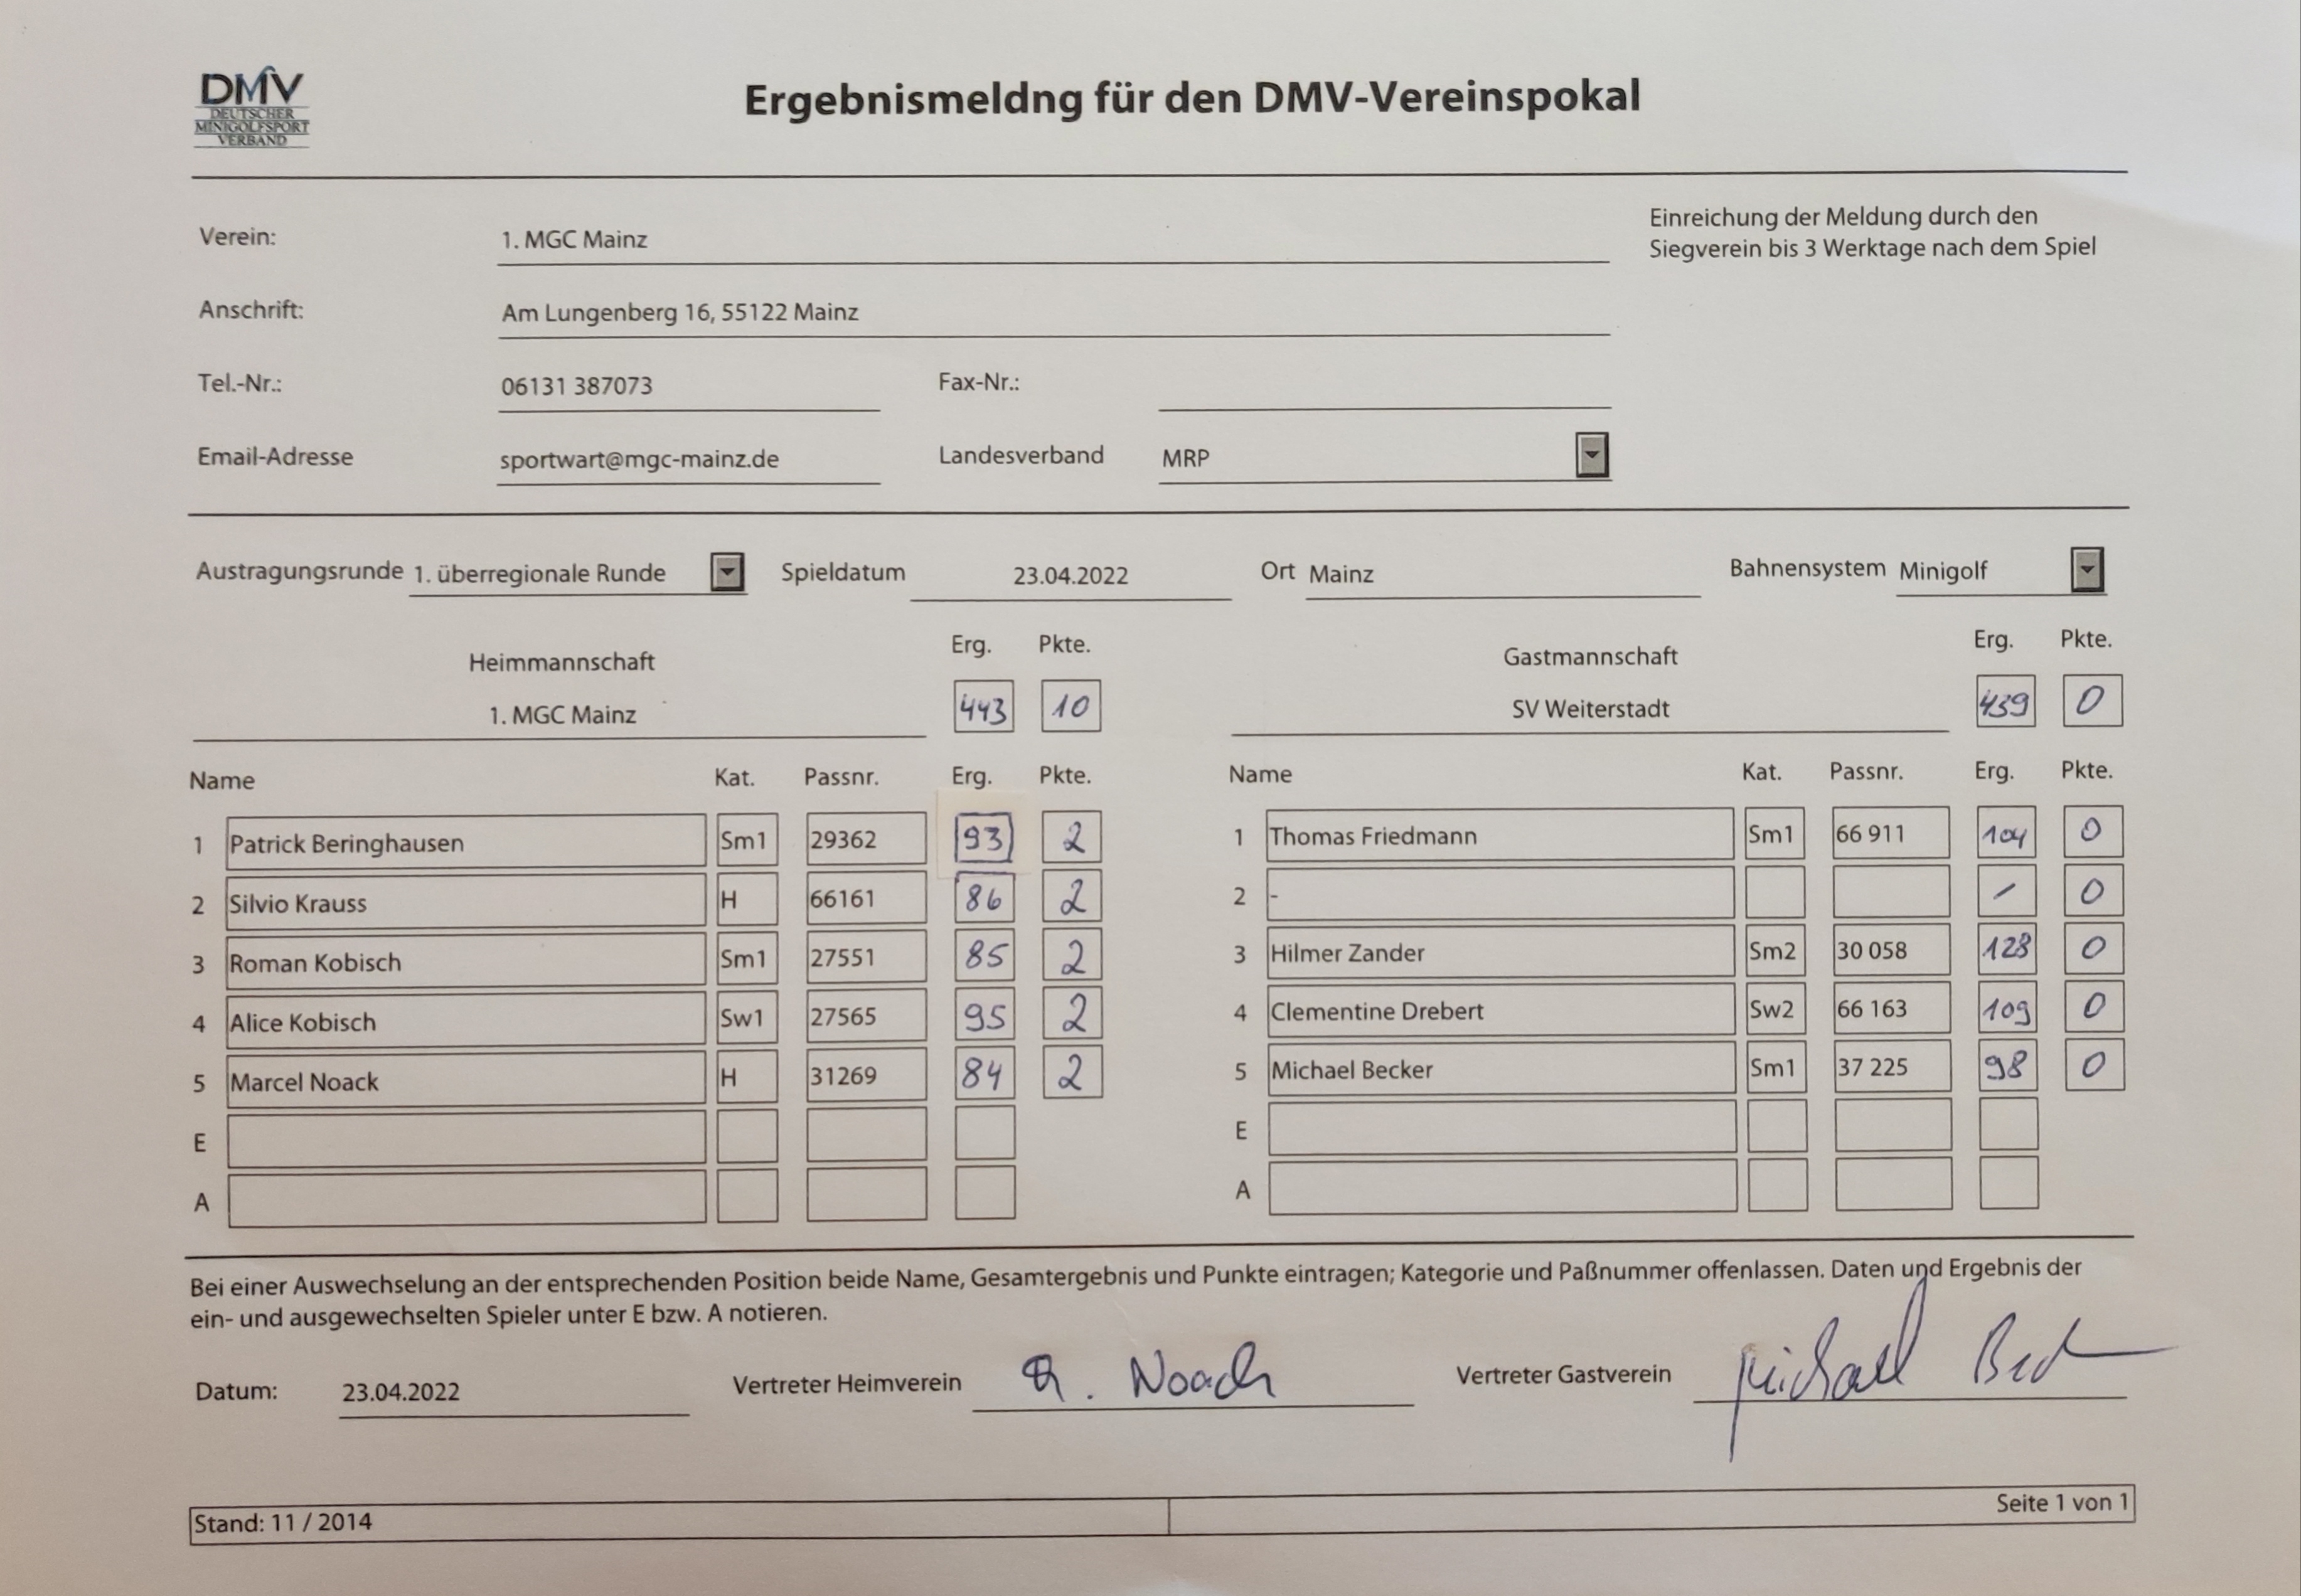 DMV
DEUTSCHER
MINIGOLFSPORT
VERBAND
Ergebnismeldng für den DMV-Vereinspokal
Verein: 1. MGC Mainz
Einreichung der Meldung durch den
Siegverein bis 3 Werktage nach dem Spiel
Anschrift: Am Lungenberg 16, 55122 Mainz
Tel.-Nr.: 06131 387073 Fax-Nr.:
Email-Adresse sportwart@mgc-mainz.de Landesverband MRP
Austragungsrunde 1. überregionale Runde Spieldatum 23.04.2022 Ort Mainz Bahnensystem Minigolf
Heimmannschaft Erg. Pkte. Gastmannschaft Erg. Pkte.
1. MGC Mainz 443 10 SV Weiterstadt 439 0
Name Kat. Passnr. Erg. Pkte. Name Kat. Passnr. Erg. Pkte.
1 Patrick Beringhausen Sm1 29362 93 2 1 Thomas Friedmann Sm1 66 911 104 0
2 Silvio Krauss H 66161 86 2 2 - / 0
3 Roman Kobisch Sm1 27551 85 2 3 Hilmer Zander Sm2 30 058 128 0
4 Alice Kobisch Sw1 27565 95 2 4 Clementine Drebert Sw2 66 163 109 0
5 Marcel Noack H 31269 84 2 5 Michael Becker Sm1 37 225 98 0
E E
A A
Bei einer Auswechselung an der entsprechenden Position beide Name, Gesamtergebnis und Punkte eintragen; Kategorie und Paßnummer offenlassen. Daten und Ergebnis der
ein- und ausgewechselten Spieler unter E bzw. A notieren.
Datum: 23.04.2022 Vertreter Heimverein Noack Vertreter Gastverein Michael
Stand: 11 / 2014 Seite 1 von 1